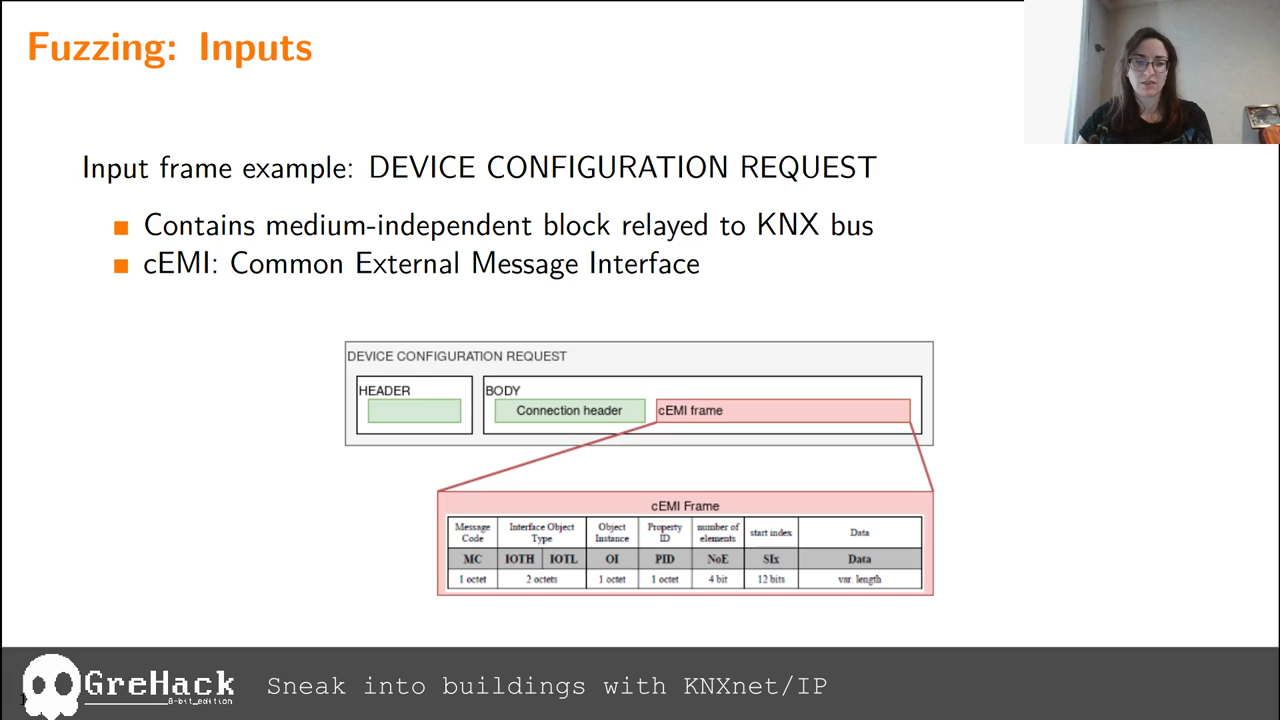 Fuzzing: Inputs
Input frame example: DEVICE CONFIGURATION REQUEST
Contains medium-independent block relayed to KNX bus
cEMI: Common External Message Interface
DEVICE CONFIGURATION REQUEST
HEADER
BODY
Connection header
cEMI frame
cEMI Frame
Message Code
Interface Object Type
Object Instance
Property ID
number of elements
start index
Data
MC IOTH IOTL OI PID NoE SIx Data
1 octet 2 octets 1 octet 1 octet 4 bit 12 bits var. length
GreHack
8-bit_edition
Sneak into buildings with KNXnet/IP